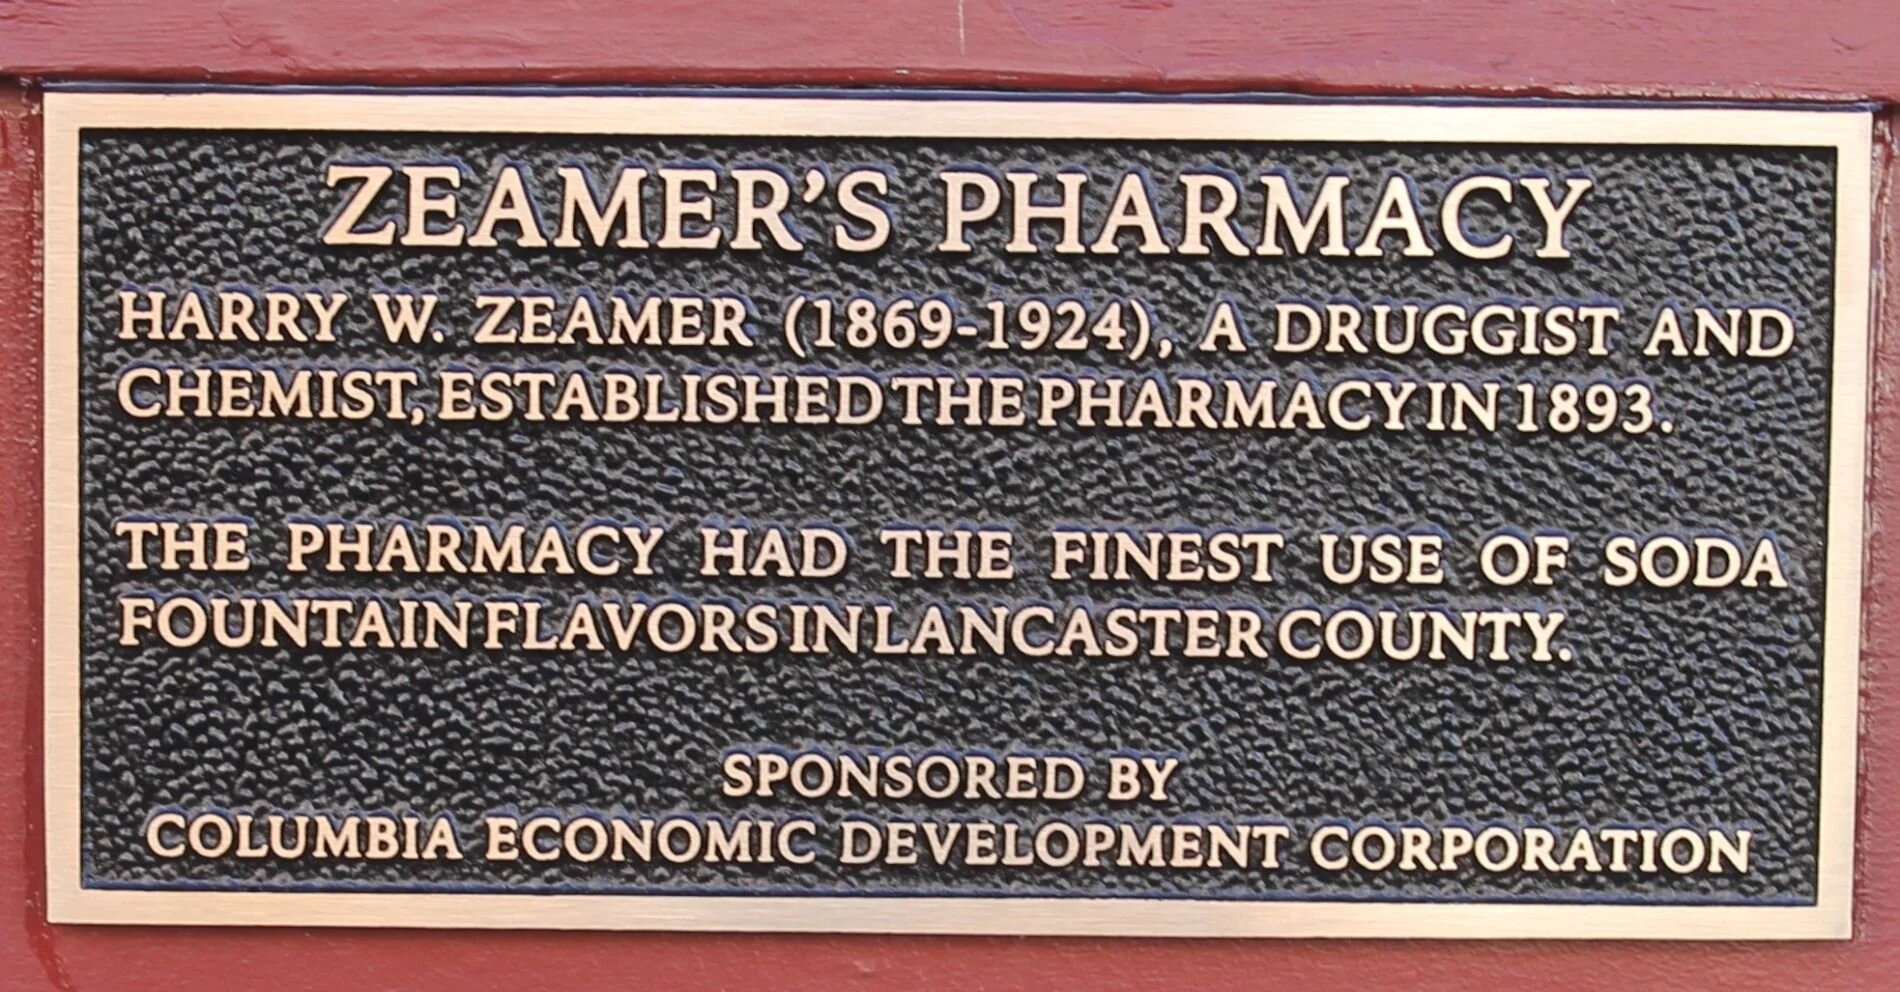 ZEAMER'S PHARMACY
HARRY W. ZEAMER (1869-1924), A DRUGGIST AND
CHEMIST, ESTABLISHED THE PHARMACY IN 1893.
THE PHARMACY HAD THE FINEST USE OF SODA
FOUNTAIN FLAVORS IN LANCASTER COUNTY.
SPONSORED BY
COLUMBIA ECONOMIC DEVELOPMENT CORPORATION